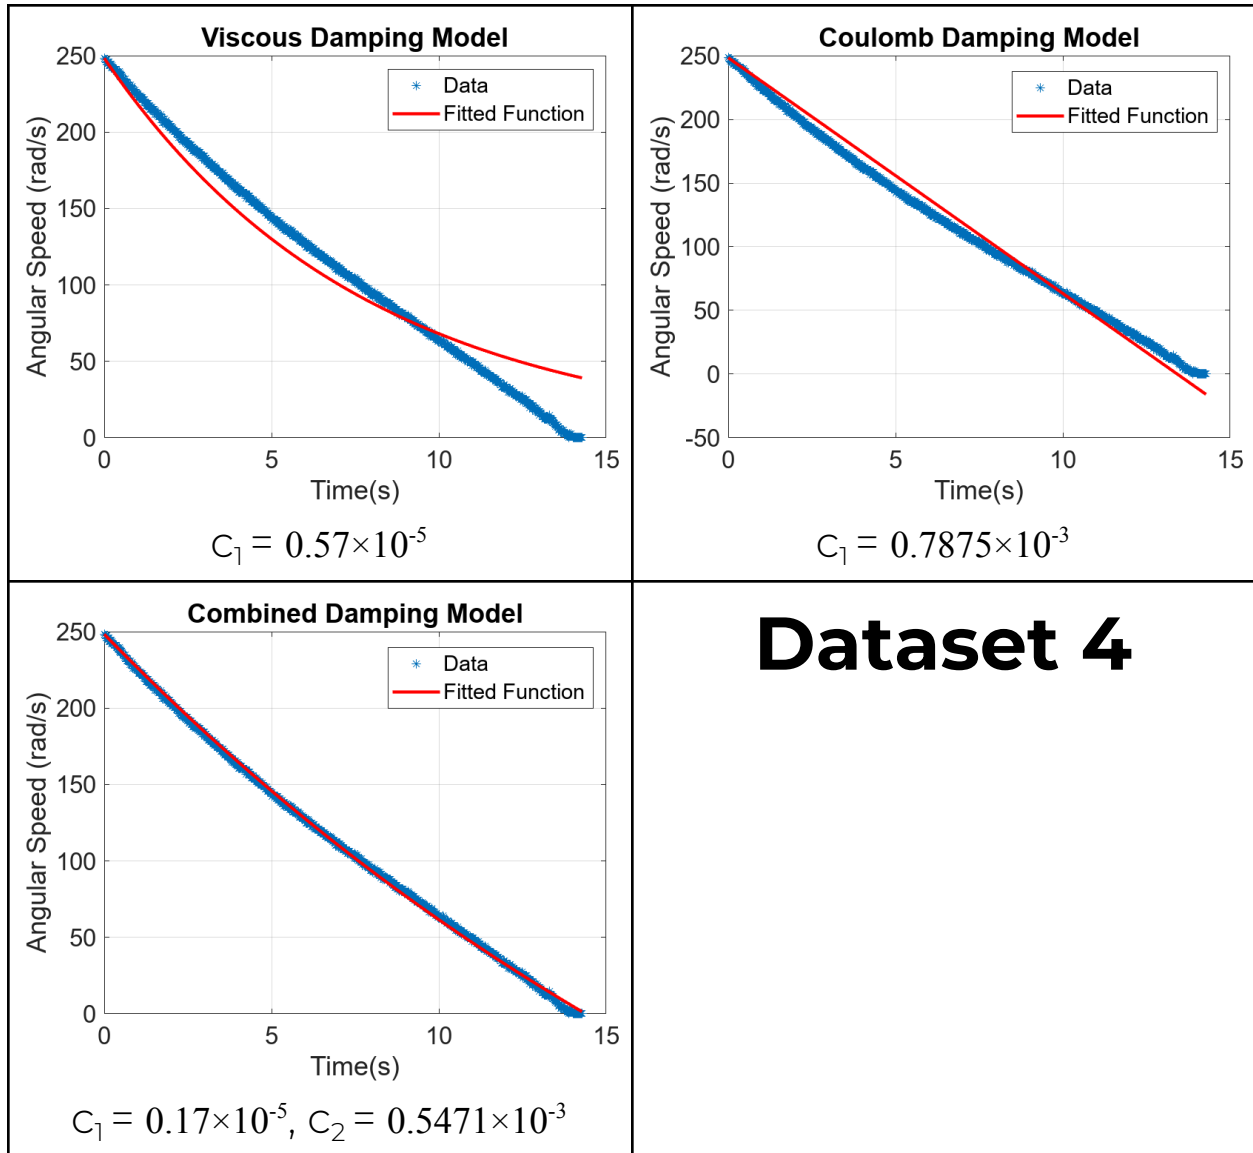 Viscous Damping Model
250
200
150
100
50
0
Angular Speed (rad/s)
Data
Fitted Function
0 5 10 15
Time(s)
C₁ = 0.57×10⁻⁵
Coulomb Damping Model
250
200
150
100
50
0
-50
Angular Speed (rad/s)
Data
Fitted Function
0 5 10 15
Time(s)
C₁ = 0.7875×10⁻³
Combined Damping Model
250
200
150
100
50
0
Angular Speed (rad/s)
Data
Fitted Function
0 5 10 15
Time(s)
C₁ = 0.17×10⁻⁵, C₂ = 0.5471×10⁻³
Dataset 4